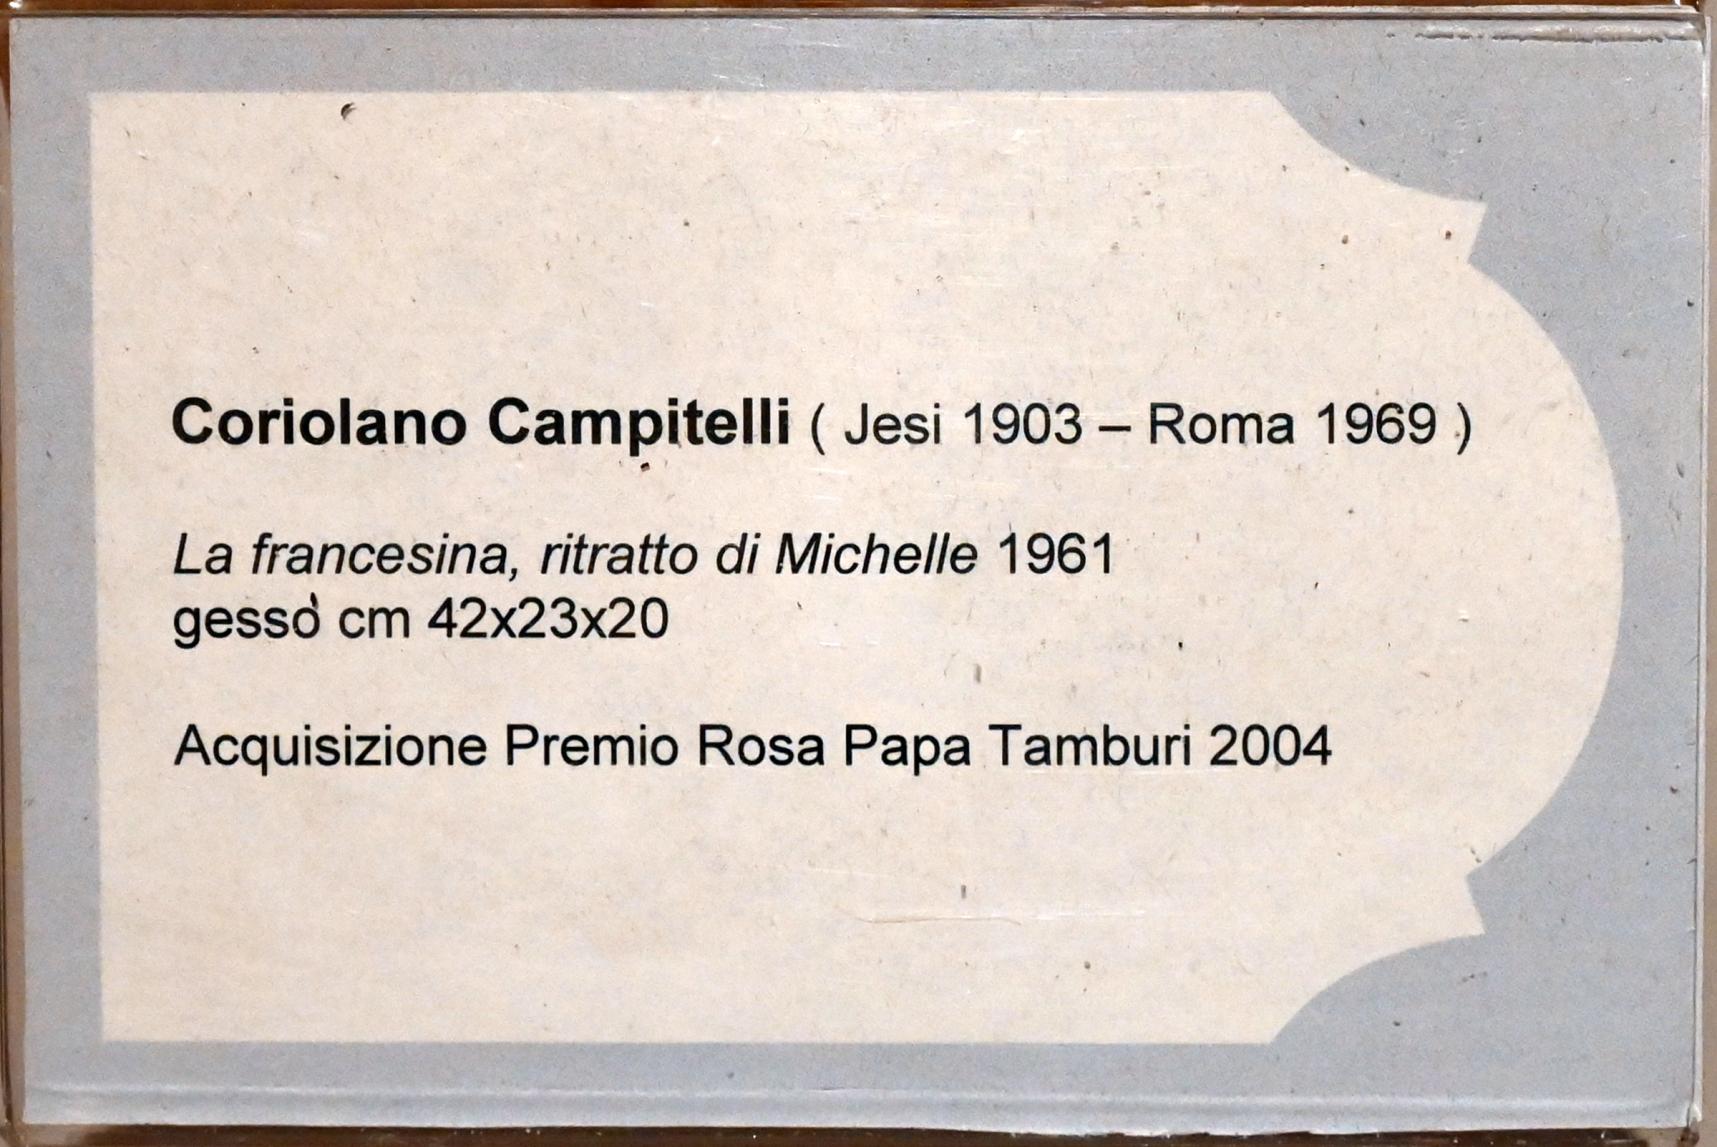 Coriolano Campitelli ( Jesi 1903 – Roma 1969 )
La francesina, ritratto di Michelle 1961
gesso cm 42x23x20
Acquisizione Premio Rosa Papa Tamburi 2004